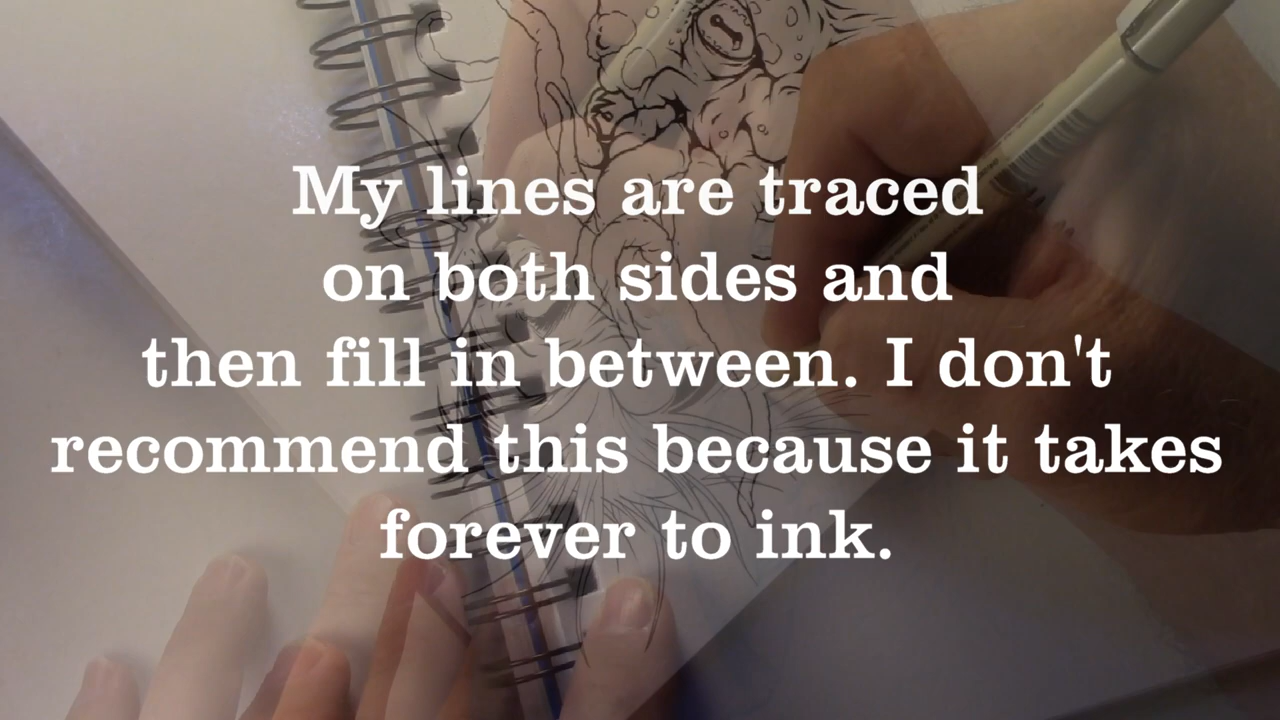 My lines are traced
on both sides and
then fill in between. I don't
recommend this because it takes
forever to ink.